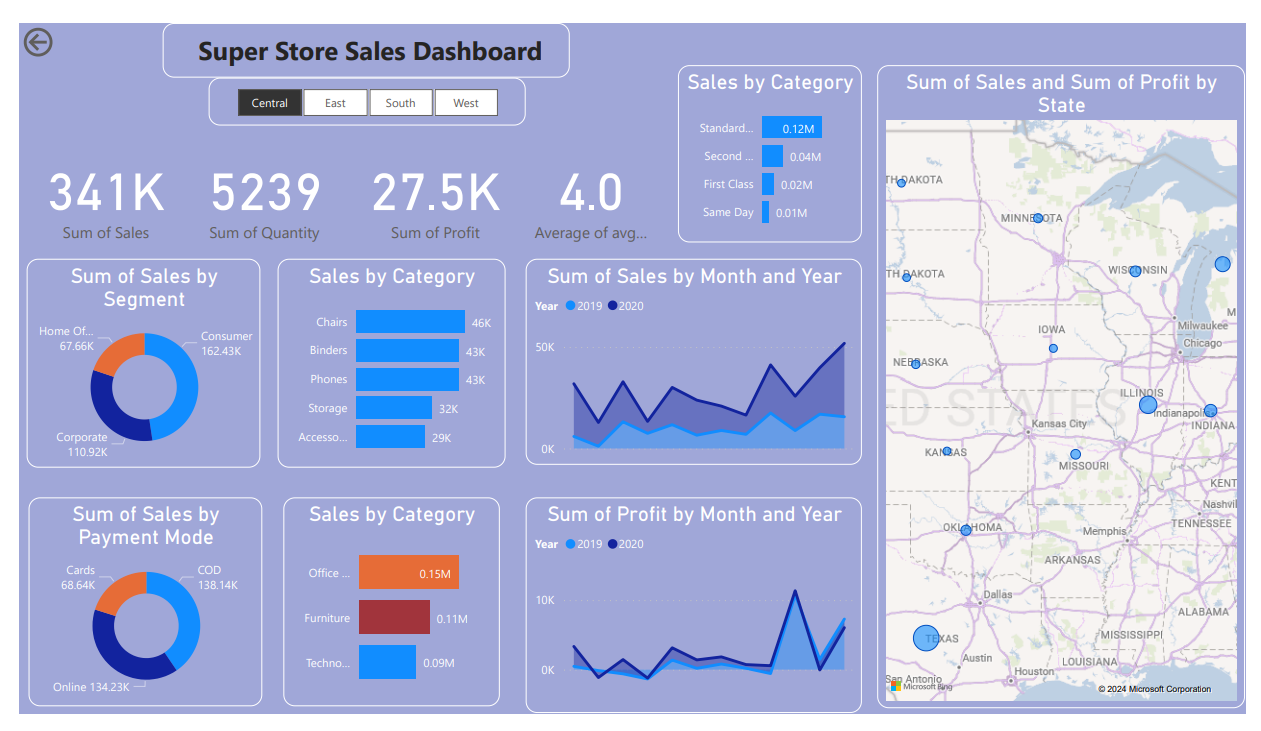 Super Store Sales Dashboard
Central
East
South
West
341K
Sum of Sales
5239
Sum of Quantity
27.5K
Sum of Profit
4.0
Average of avg...
Sales by Category
Standard...
0.12M
Second ...
0.04M
First Class
0.02M
Same Day
0.01M
Sum of Sales by
Segment
Home Of...
67.66K
Consumer
162.43K
Corporate
110.92K
Sales by Category
Chairs
46K
Binders
43K
Phones
43K
Storage
32K
Accesso...
29K
Sum of Sales by Month and Year
Year 2019 2020
50K
0K
Sum of Sales by
Payment Mode
Cards
68.64K
COD
138.14K
Online 134.23K
Sales by Category
Office ...
0.15M
Furniture
0.11M
Techno...
0.09M
Sum of Profit by Month and Year
Year 2019 2020
10K
0K
Sum of Sales and Sum of Profit by
State
TH DAKOTA
MINNESOTA
WISCONSIN
TH DAKOTA
M
Milwaukee
IOWA
Chicago
NEBRASKA
ILLINOIS
ED STATES
Indianapolis
INDIANA
Kansas City
KANSAS
MISSOURI
KENT
Nashvil
TENNESSEE
OKLAHOMA
Memphis
ARKANSAS
Dallas
ALABAMA
MISSISSIPPI
TEXAS
Austin
LOUISIANA
Houston
San Antonio
Microsoft Bing
© 2024 Microsoft Corporation